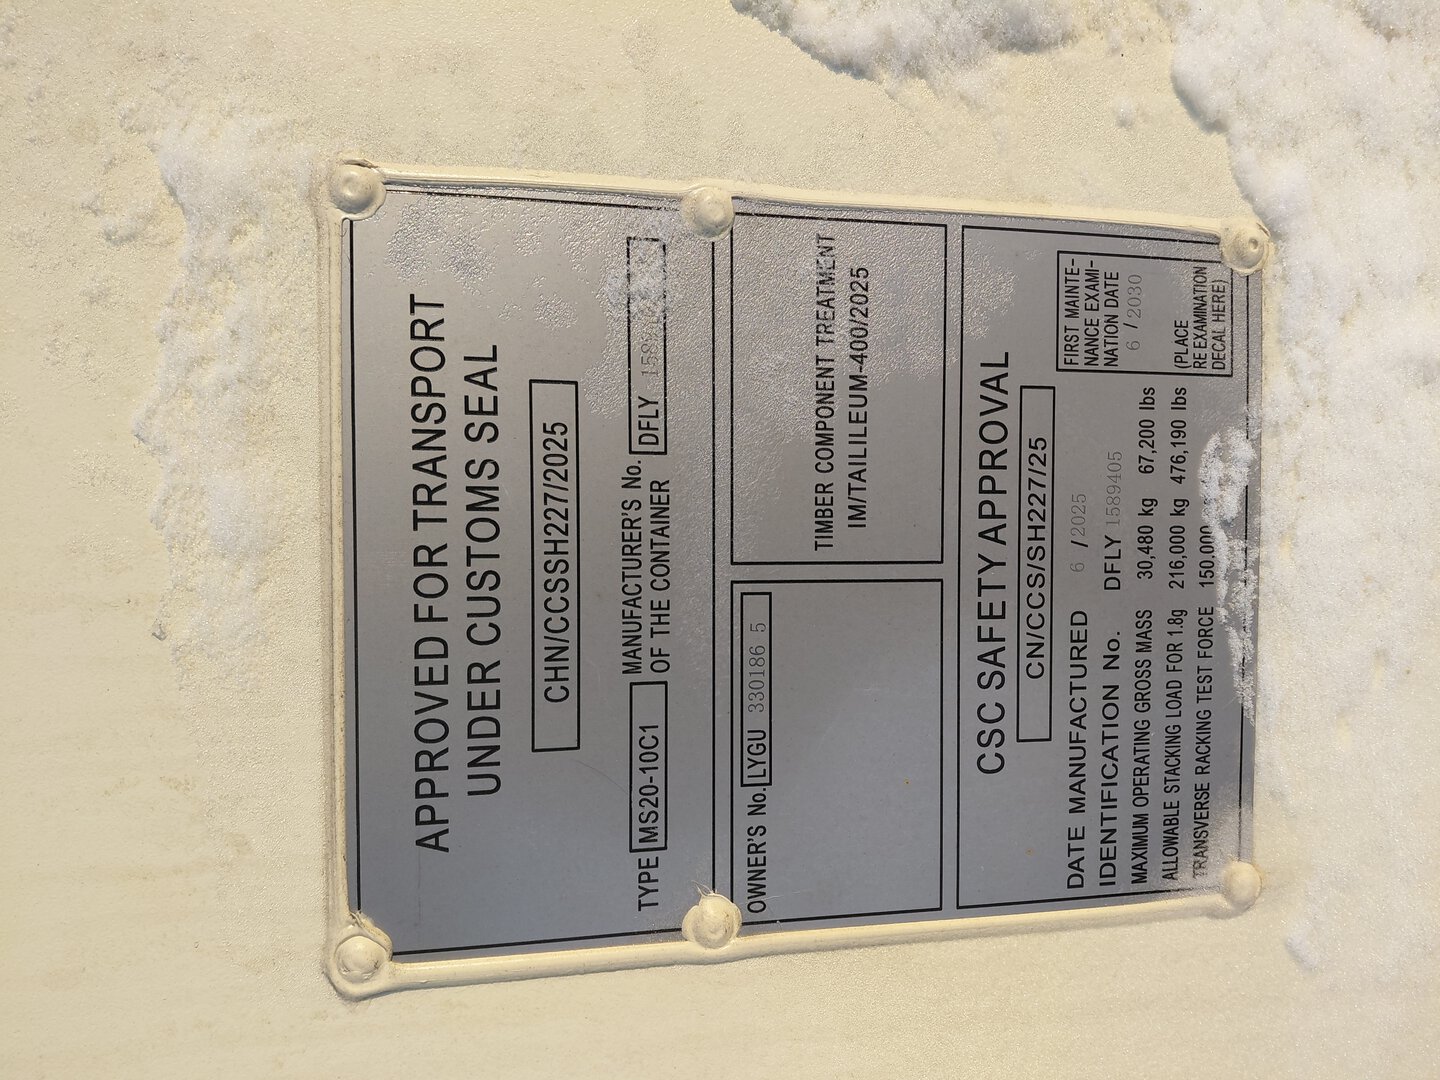 APPROVED FOR TRANSPORT
UNDER CUSTOMS SEAL
CHN/CCSSH227/2025
TYPE MS20-10C1 MANUFACTURER'S No.
OF THE CONTAINER
DFLY
OWNER'S No. LYGU 330186 5
TIMBER COMPONENT TREATMENT
IM/TAILILEUM-400/2025
CSC SAFETY APPROVAL
CN/CCS/SH227/25
DATE MANUFACTURED 6 / 2025
IDENTIFICATION No. DFLY 1589405
MAXIMUM OPERATING GROSS MASS 30,480 kg 67,200 lbs
ALLOWABLE STACKING LOAD FOR 1.8g 216,000 kg 476,190 lbs
TRANSVERSE RACKING TEST FORCE 150,000
FIRST MAINTE-
NANCE EXAMI-
NATION DATE
6 / 2030
(PLACE
RE EXAMINATION
DECAL HERE)